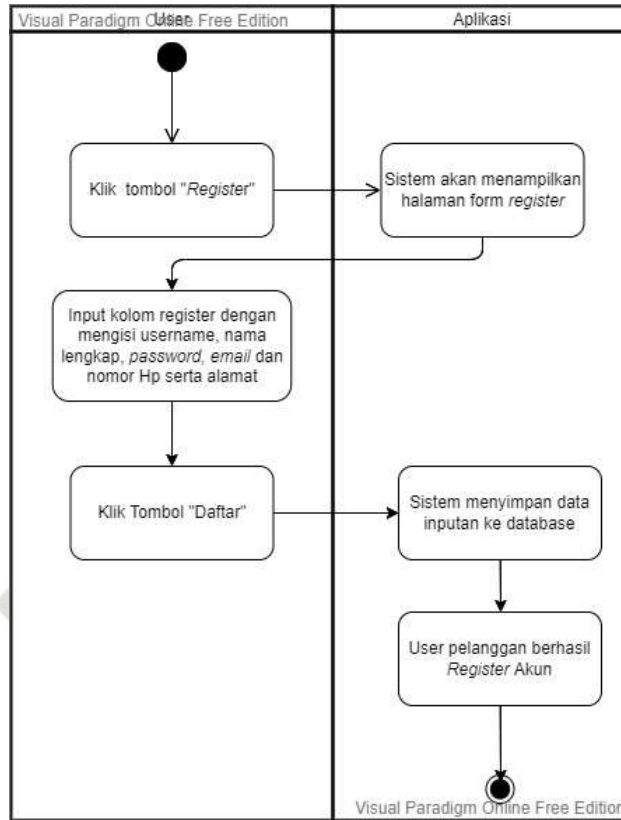 Visual Paradigm Online Free Edition
User
Aplikasi
Klik tombol "Register"
Sistem akan menampilkan
halaman form register
Input kolom register dengan
mengisi username, nama
lengkap, password, email dan
nomor Hp serta alamat
Klik Tombol "Daftar"
Sistem menyimpan data
inputan ke database
User pelanggan berhasil
Register Akun
Visual Paradigm Online Free Edition